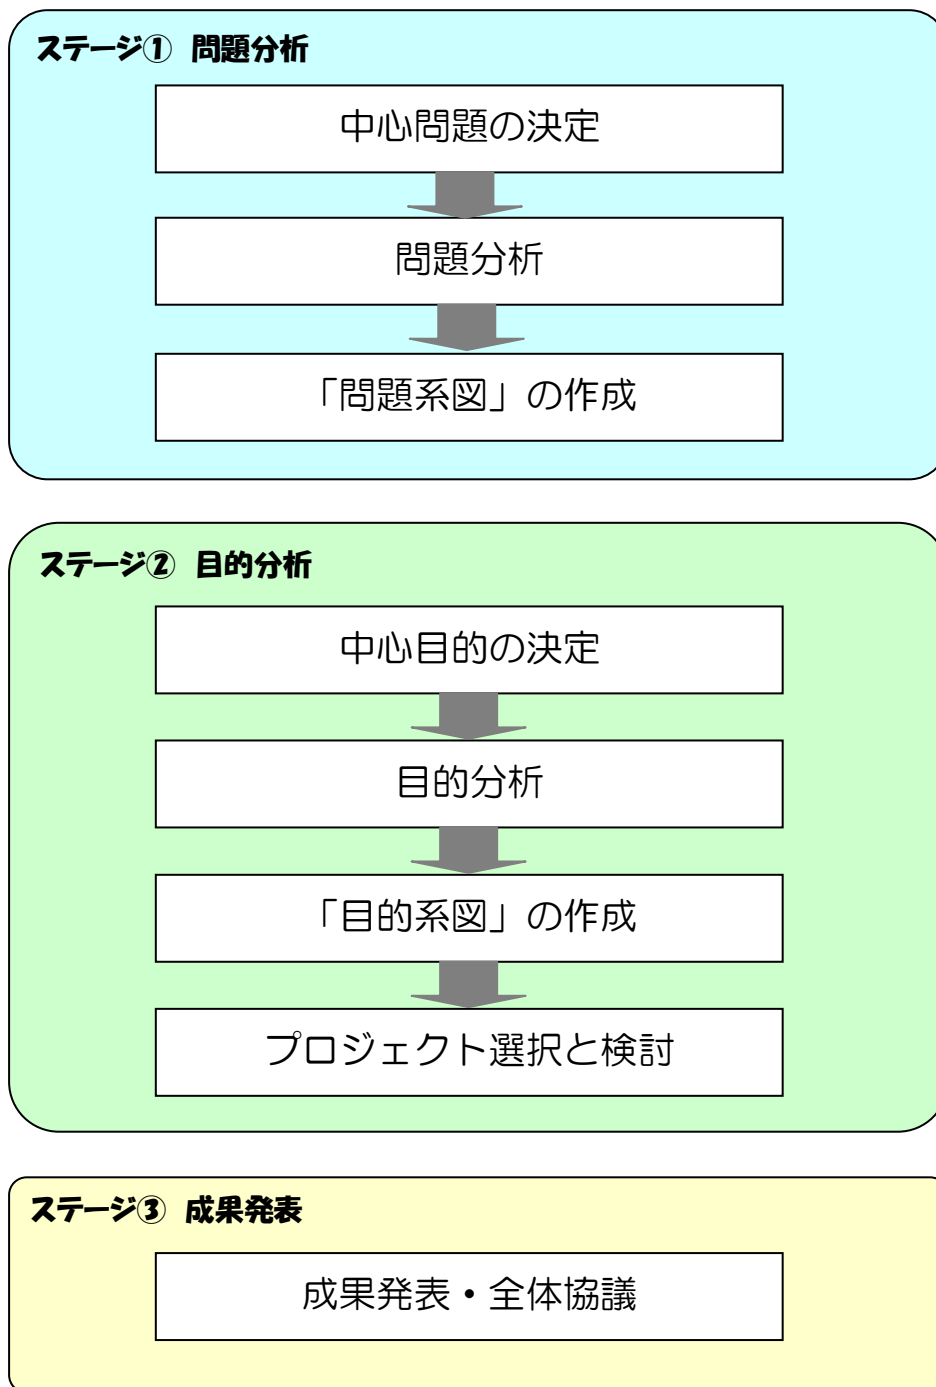 ステージ① 問題分析
中心問題の決定
問題分析
「問題系図」の作成
ステージ② 目的分析
中心目的の決定
目的分析
「目的系図」の作成
プロジェクト選択と検討
ステージ③ 成果発表
成果発表・全体協議